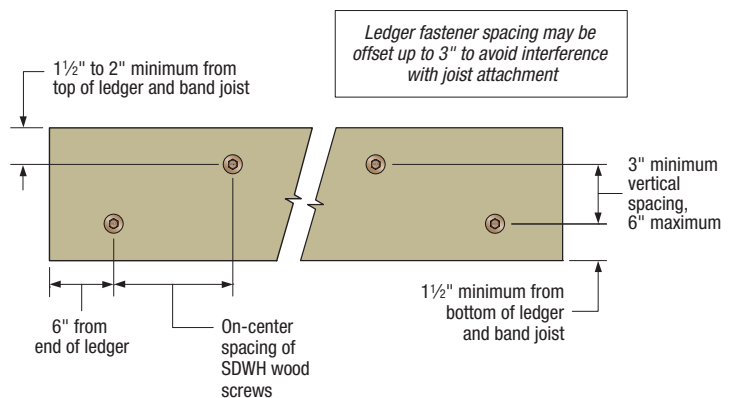 Ledger fastener spacing may be
offset up to 3" to avoid interference
with joist attachment
1½" to 2" minimum from
top of ledger and band joist
3" minimum
vertical
spacing,
6" maximum
1½" minimum from
bottom of ledger
and band joist
6" from
end of ledger
On-center
spacing of
SDWH wood
screws